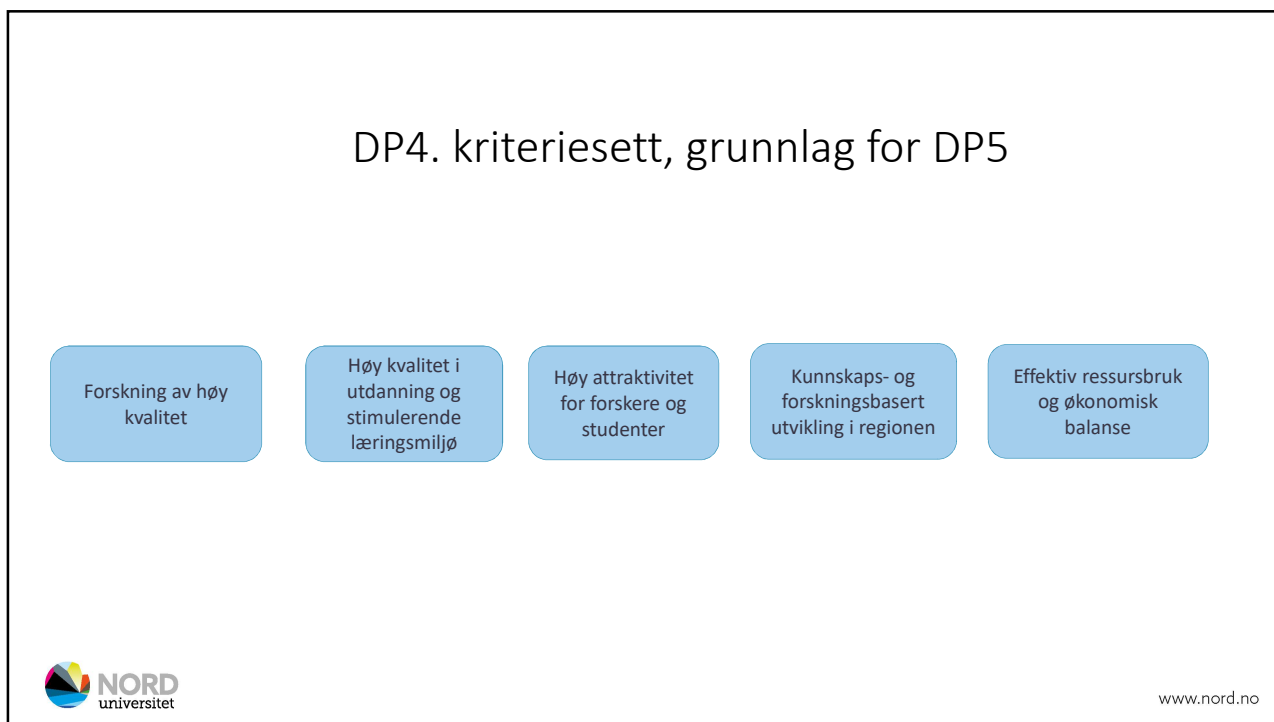 DP4. kriteriesett, grunnlag for DP5
Forskning av høy
kvalitet
Høy kvalitet i
utdanning og
stimulerende
læringsmiljø
Høy attraktivitet
for forskere og
studenter
Kunnskaps- og
forskningsbasert
utvikling i regionen
Effektiv ressursbruk
og økonomisk
balanse
NORD
universitet
www.nord.no